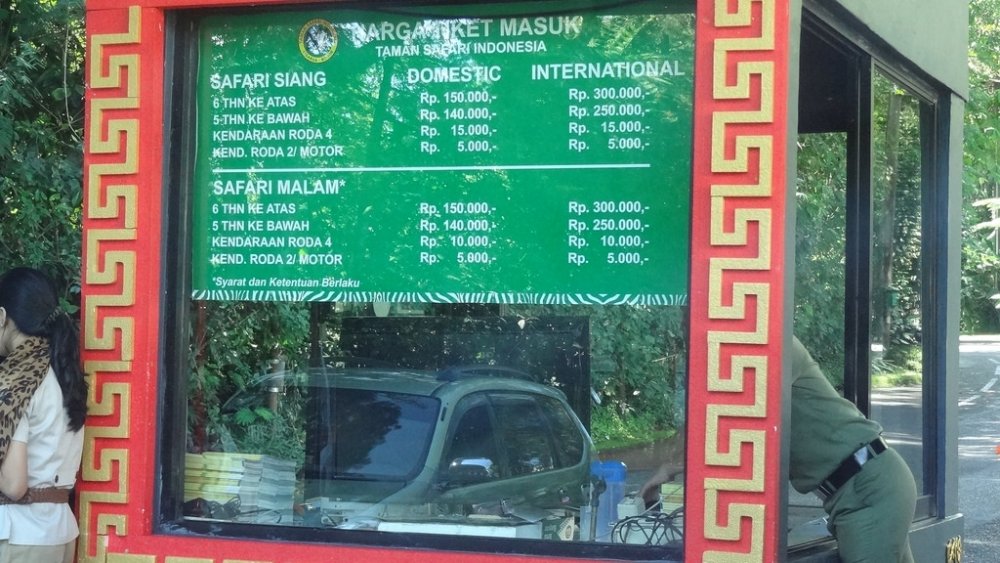 HARGA TIKET MASUK
TAMAN SAFARI INDONESIA
SAFARI SIANG DOMESTIC INTERNATIONAL
6 THN KE ATAS Rp. 150.000,- Rp. 300.000,-
5 THN.KE BAWAH Rp. 140.000,- Rp. 250.000,-
KENDARAAN RODA 4 Rp. 15.000,- Rp. 15.000,-
KEND. RODA 2/ MOTOR Rp. 5.000,- Rp. 5.000,-
SAFARI MALAM*
6 THN KE ATAS Rp. 150.000,- Rp. 300.000,-
5 THN KE BAWAH Rp. 140.000,- Rp. 250.000,-
KENDARAAN RODA 4 Rp. 10.000,- Rp. 10.000,-
KEND. RODA 2/ MOTOR Rp. 5.000,- Rp. 5.000,-
*Syarat dan Ketentuan Berlaku